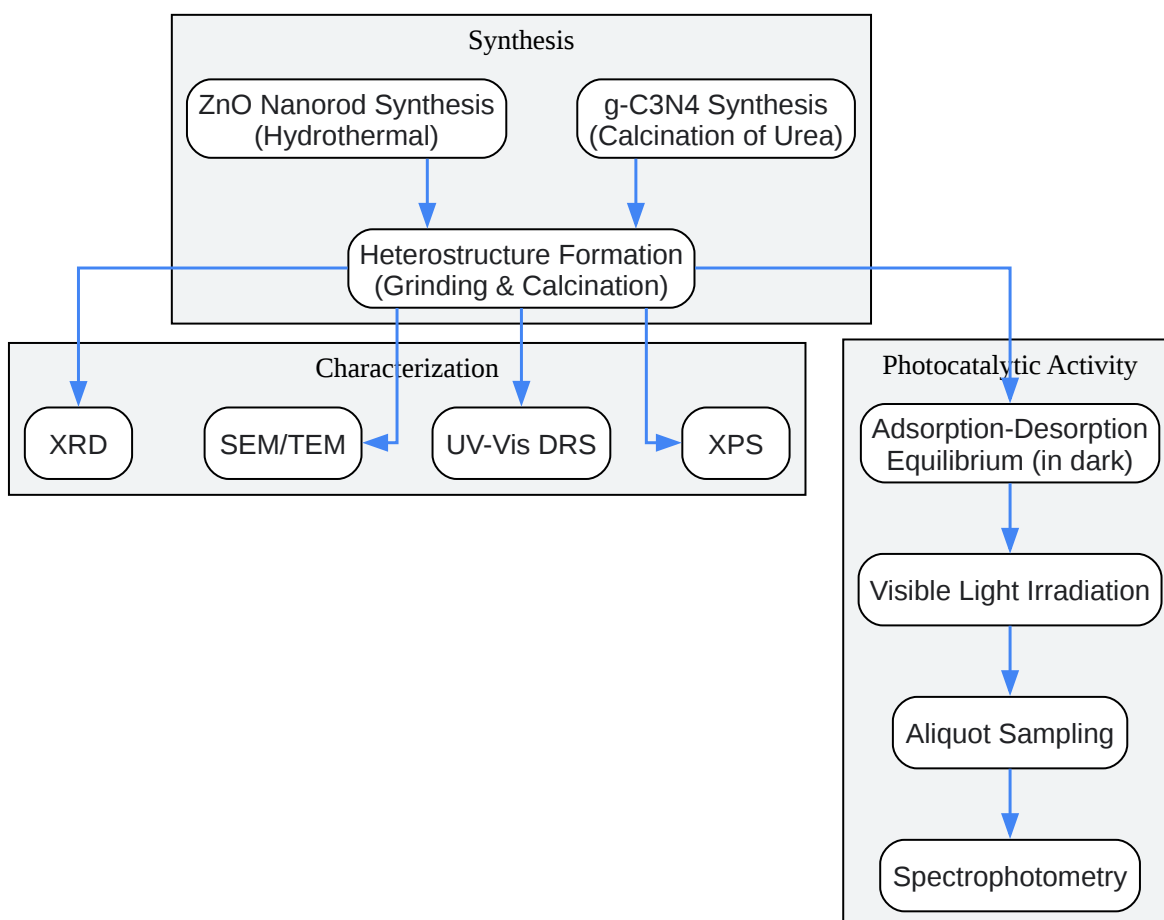 Synthesis
ZnO Nanorod Synthesis
(Hydrothermal)
g-C3N4 Synthesis
(Calcination of Urea)
Heterostructure Formation
(Grinding & Calcination)
Characterization
XRD
SEM/TEM
UV-Vis DRS
XPS
Photocatalytic Activity
Adsorption-Desorption
Equilibrium (in dark)
Visible Light Irradiation
Aliquot Sampling
Spectrophotometry